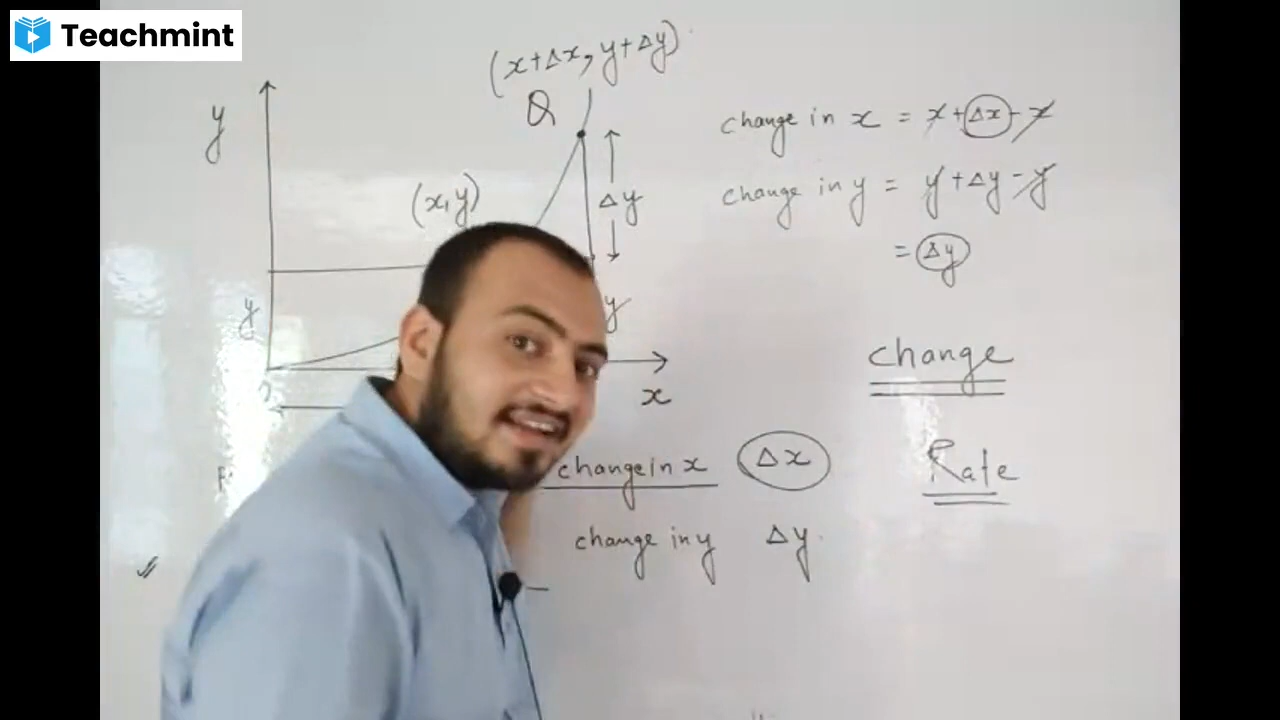 Teachmint
(x+Δx, y+Δy)
Q
y
change in x = x+Δx-x
(x,y)
Δy
change in y = y+Δy-y
= Δy
y
y
change
x
change in x Δx
Rate
change in y Δy